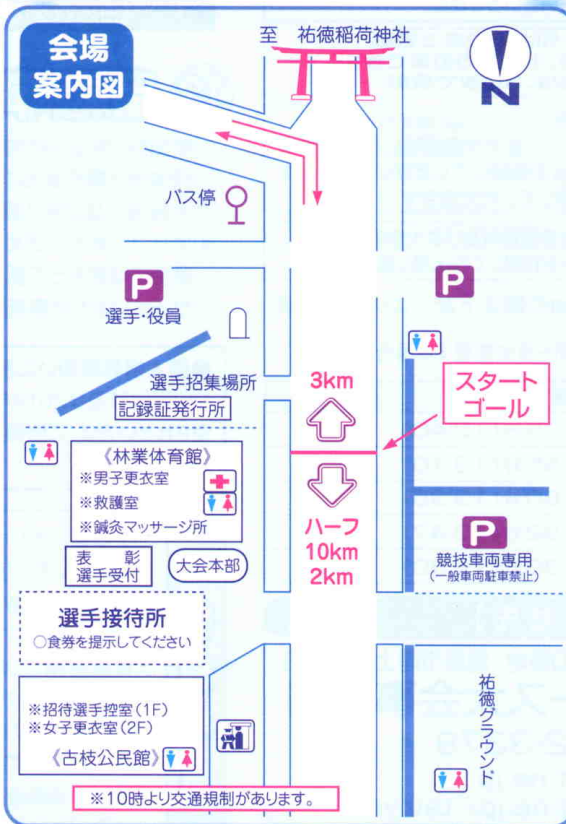 会場
案内図
至 祐徳稲荷神社
N
バス停
P
選手・役員
P
選手招集場所
記録証発行所
3km
スタート
ゴール
《林業体育館》
※男子更衣室
※救護室
※鍼灸マッサージ所
ハーフ
10km
2km
P
競技車両専用
(一般車両駐車禁止)
表 彰
選手受付
大会本部
選手接待所
○食券を提示してください
※招待選手控室(1F)
※女子更衣室(2F)
《古枝公民館》
祐徳グラウンド
※10時より交通規制があります。